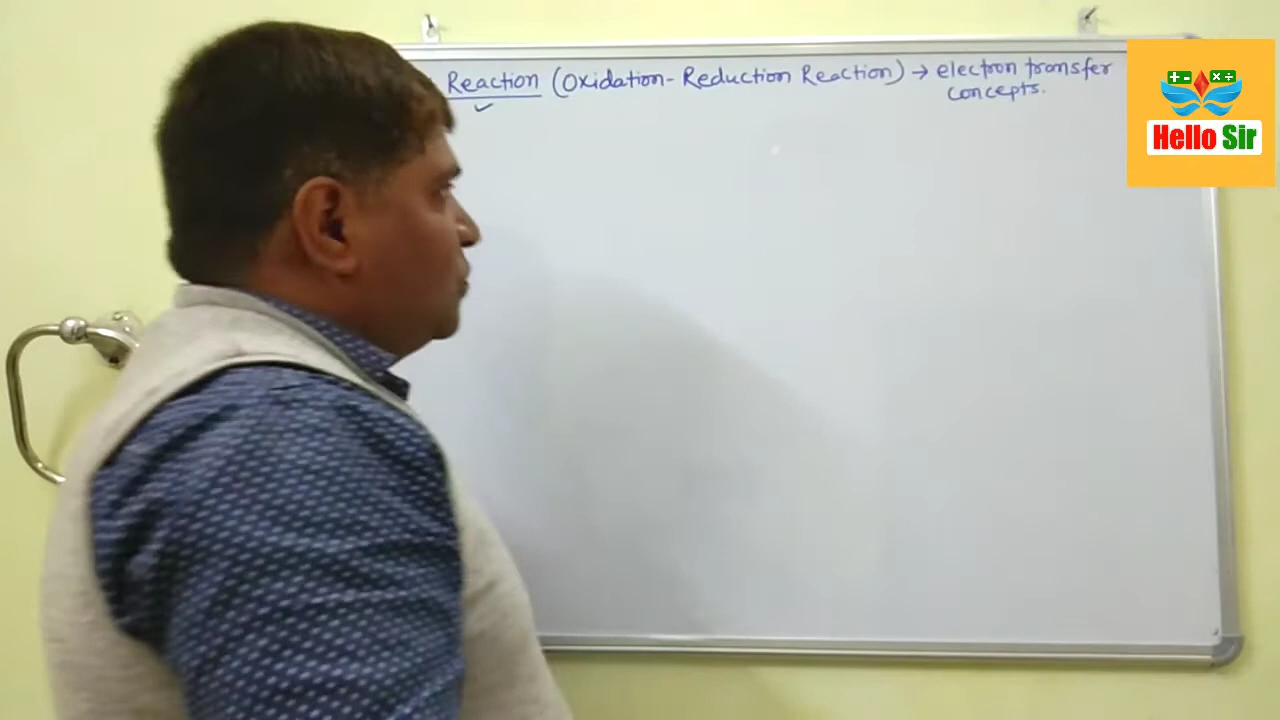 Reaction (Oxidation-Reduction Reaction) → electron transfer
concepts.
+ - × ÷
Hello Sir